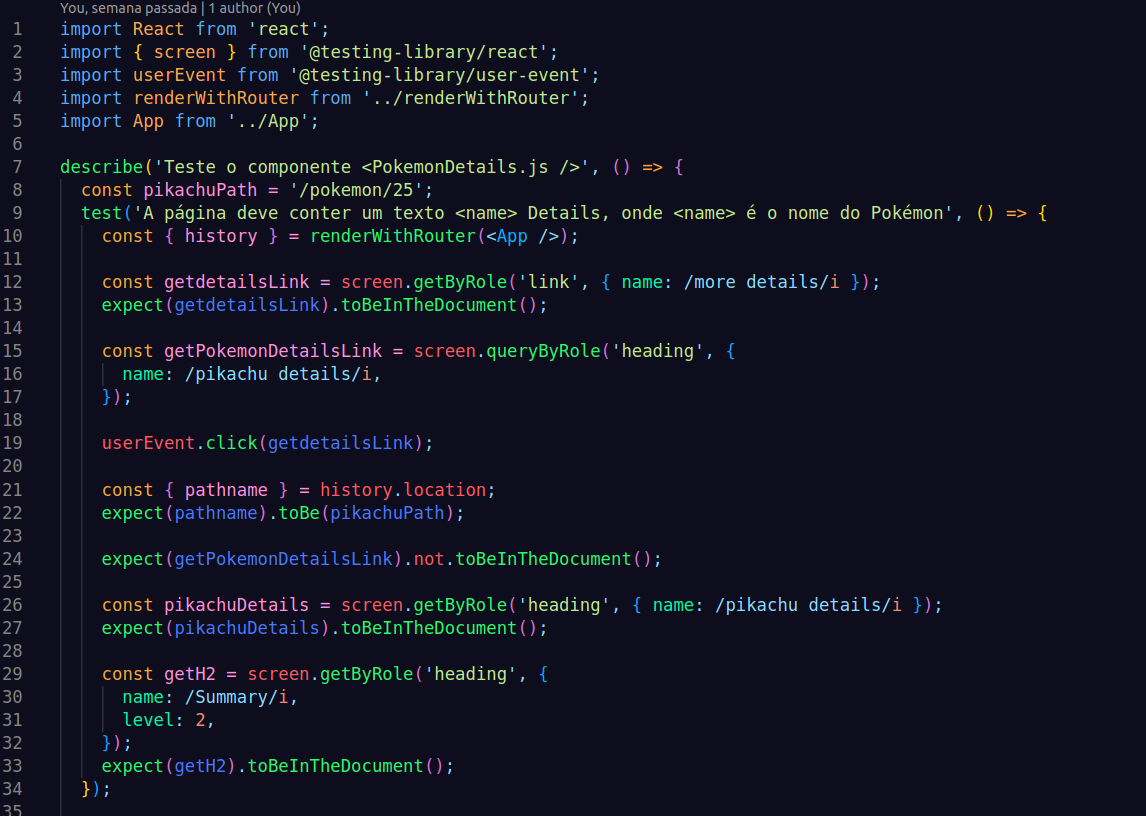 You, semana passada | 1 author (You)
1 import React from 'react';
2 import { screen } from '@testing-library/react';
3 import userEvent from '@testing-library/user-event';
4 import renderWithRouter from '../renderWithRouter';
5 import App from '../App';
6
7 describe('Teste o componente <PokemonDetails.js />', () => {
8 const pikachuPath = '/pokemon/25';
9 test('A página deve conter um texto <name> Details, onde <name> é o nome do Pokémon', () => {
10 const { history } = renderWithRouter(<App />);
11
12 const getdetailsLink = screen.getByRole('link', { name: /more details/i });
13 expect(getdetailsLink).toBeInTheDocument();
14
15 const getPokemonDetailsLink = screen.queryByRole('heading', {
16 name: /pikachu details/i,
17 });
18
19 userEvent.click(getdetailsLink);
20
21 const { pathname } = history.location;
22 expect(pathname).toBe(pikachuPath);
23
24 expect(getPokemonDetailsLink).not.toBeInTheDocument();
25
26 const pikachuDetails = screen.getByRole('heading', { name: /pikachu details/i });
27 expect(pikachuDetails).toBeInTheDocument();
28
29 const getH2 = screen.getByRole('heading', {
30 name: /Summary/i,
31 level: 2,
32 });
33 expect(getH2).toBeInTheDocument();
34 });
35